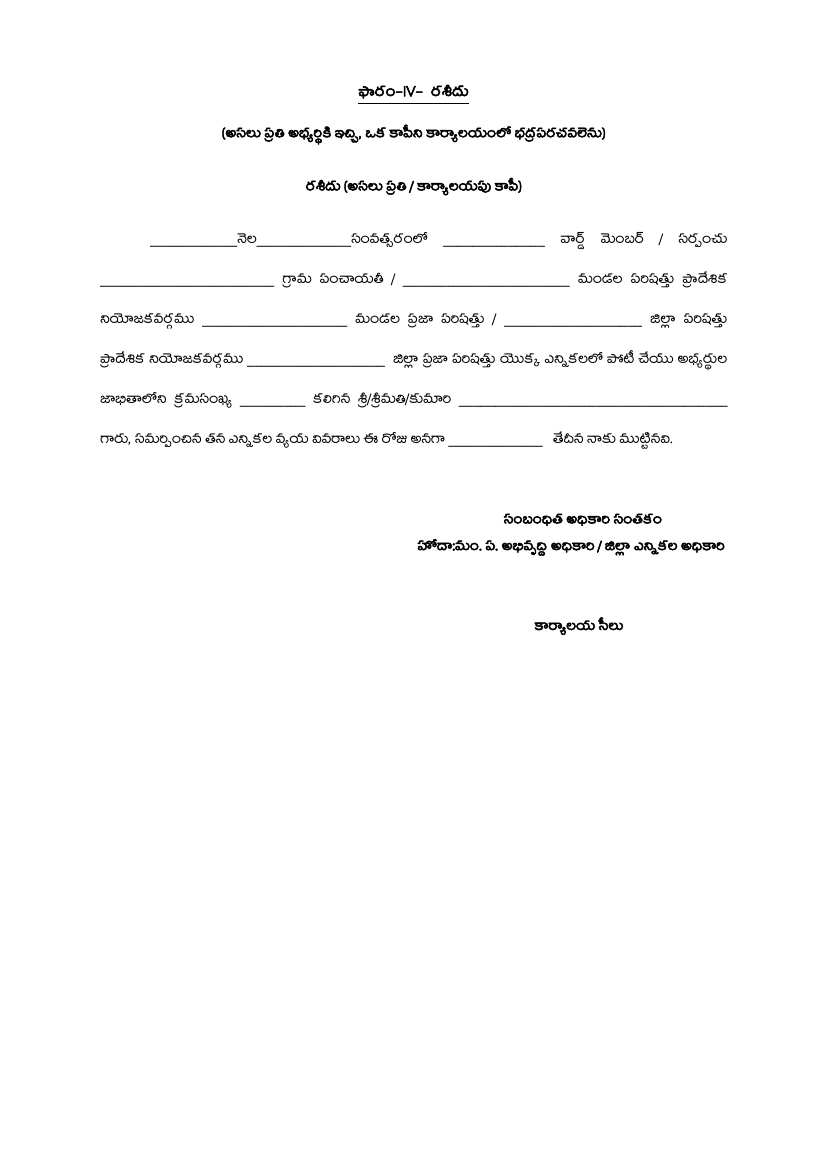 ఫారం-IV- రశీదు
(అసలు ప్రతి అభ్యర్థికి ఇచ్చి, ఒక కాపీని కార్యాలయంలో భద్రపరచవలెను)
రశీదు (అసలు ప్రతి / కార్యాలయపు కాపీ)
____________నెల_____________సంవత్సరంలో ______________ వార్డ్ మెంబర్ / సర్పంచు
________________________ గ్రామ పంచాయతీ / _______________________ మండల పరిషత్తు ప్రాదేశిక
నియోజకవర్గము ____________________ మండల ప్రజా పరిషత్తు / ___________________ జిల్లా పరిషత్తు
ప్రాదేశిక నియోజకవర్గము ___________________ జిల్లా ప్రజా పరిషత్తు యొక్క ఎన్నికలలో పోటీ చేయు అభ్యర్థుల
జాభితాలోని క్రమసంఖ్య _________ కలిగిన శ్రీ/శ్రీమతి/కుమారి _____________________________________
గారు, సమర్పించిన తన ఎన్నికల వ్యయ వివరాలు ఈ రోజు అనగా _____________ తేదిన నాకు ముట్టినవి.
సంబంధిత అధికారి సంతకం
హోదా:మం. ప. అభివృద్ది అధికారి / జిల్లా ఎన్నికల అధికారి
కార్యాలయ సీలు